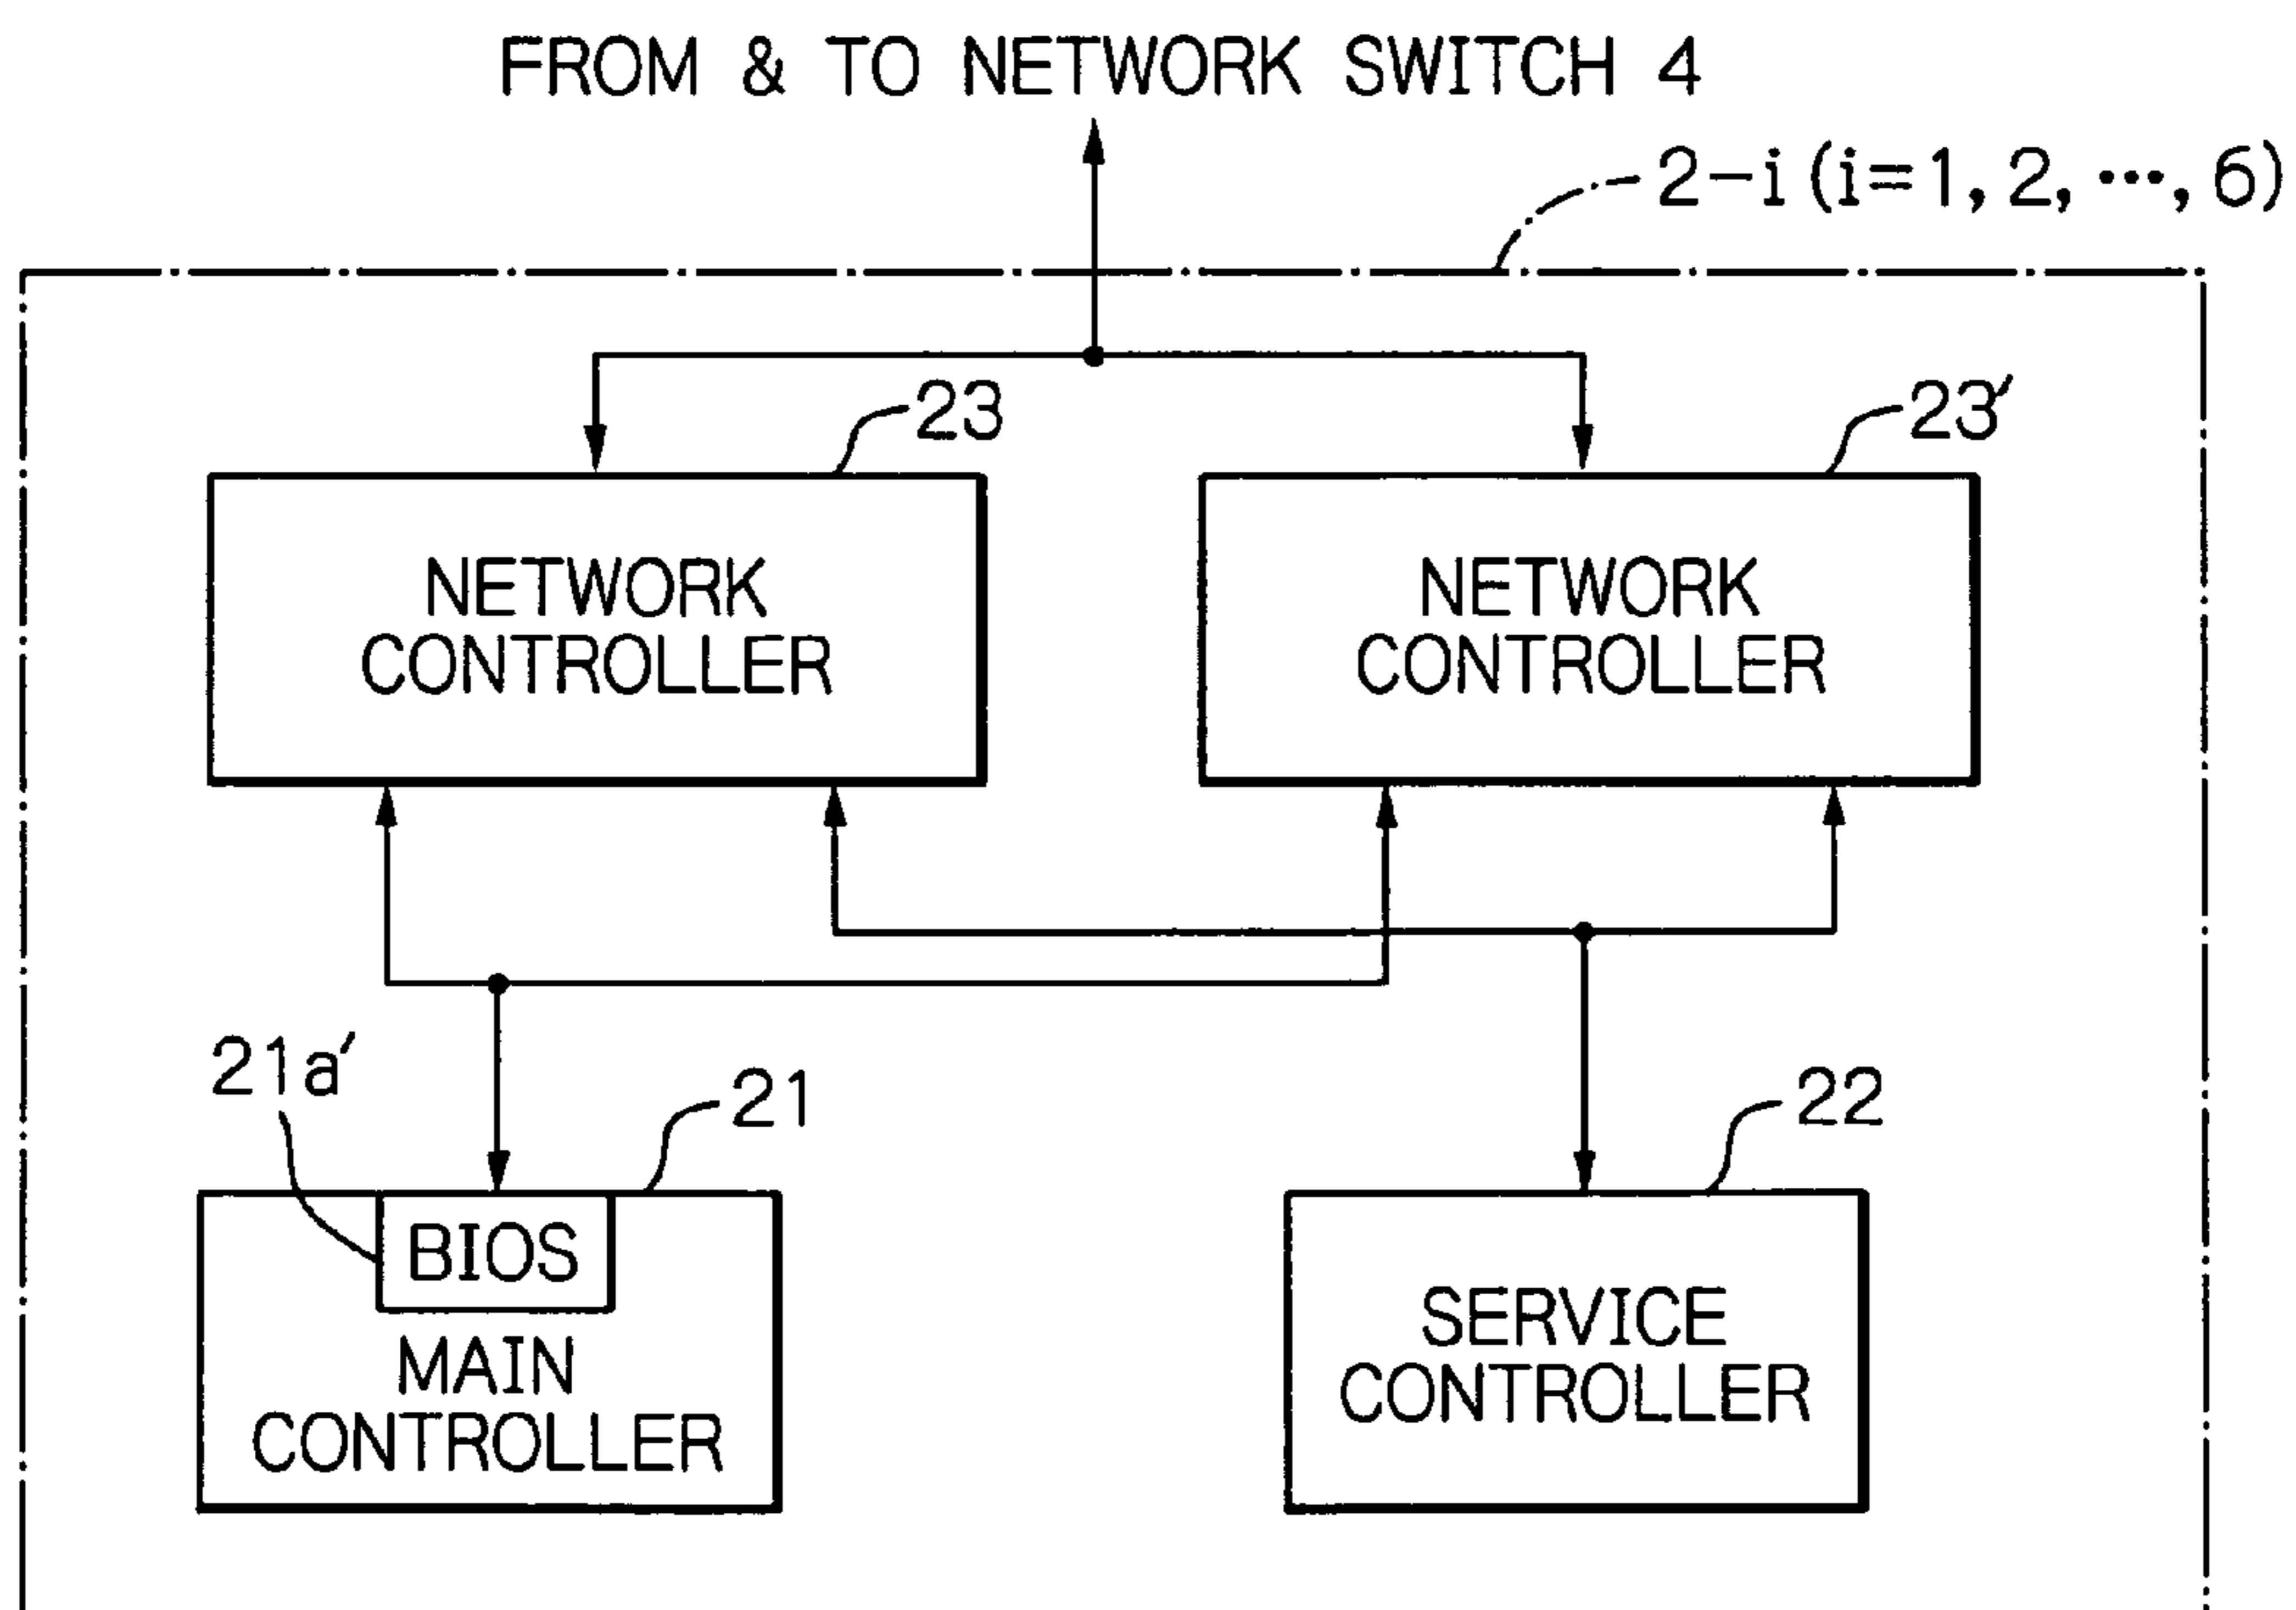 FROM & TO NETWORK SWITCH 4
2-i (i=1, 2, ···, 6)
23
23′
NETWORK
CONTROLLER
NETWORK
CONTROLLER
21a′
21
22
BIOS
MAIN
CONTROLLER
SERVICE
CONTROLLER